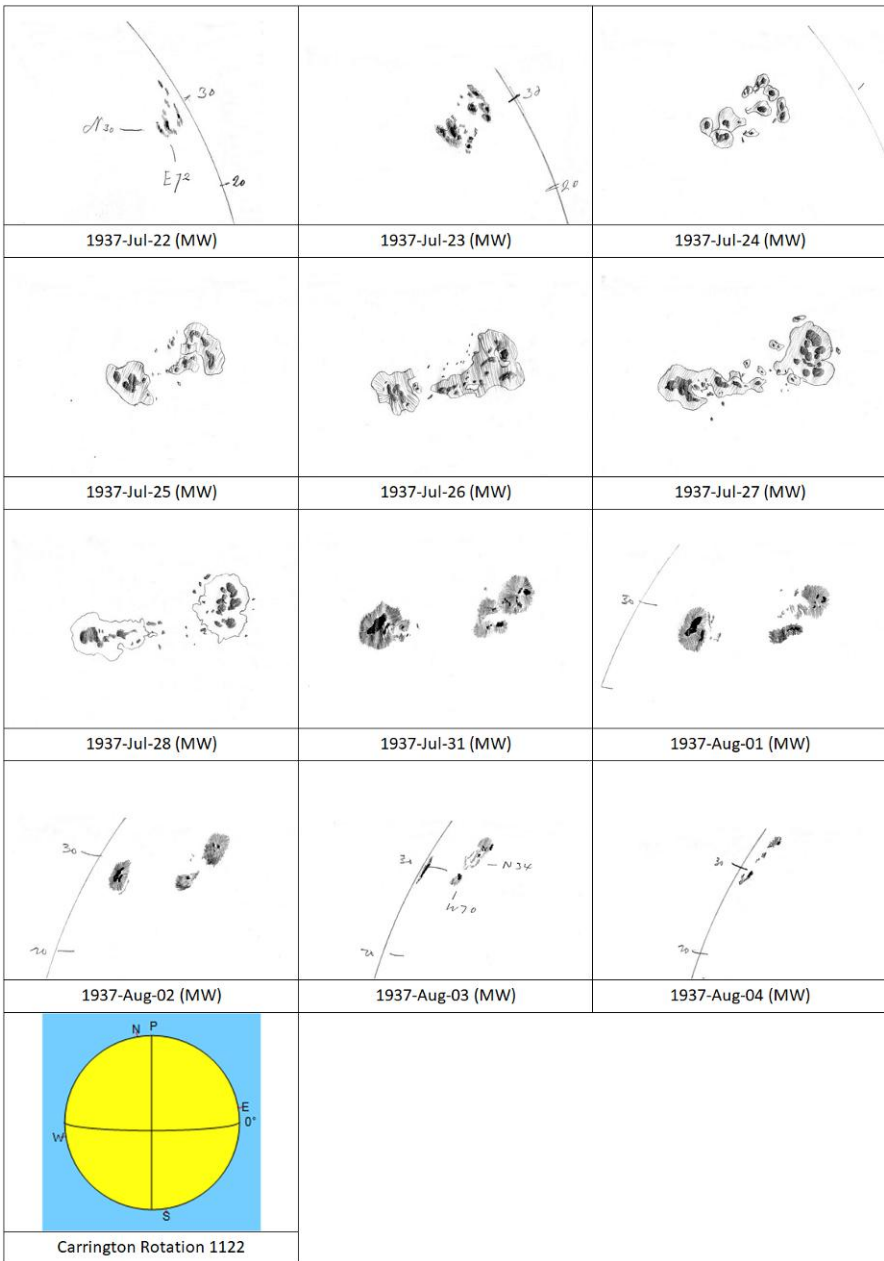 30
N30
E72
20
1937-Jul-22 (MW)
30
20
1937-Jul-23 (MW)
1937-Jul-24 (MW)
1937-Jul-25 (MW)
1937-Jul-26 (MW)
1937-Jul-27 (MW)
1937-Jul-28 (MW)
1937-Jul-31 (MW)
30
1937-Aug-01 (MW)
30
20
1937-Aug-02 (MW)
30
N34
W70
1937-Aug-03 (MW)
30
20
1937-Aug-04 (MW)
N P
E
0°
W
S
Carrington Rotation 1122